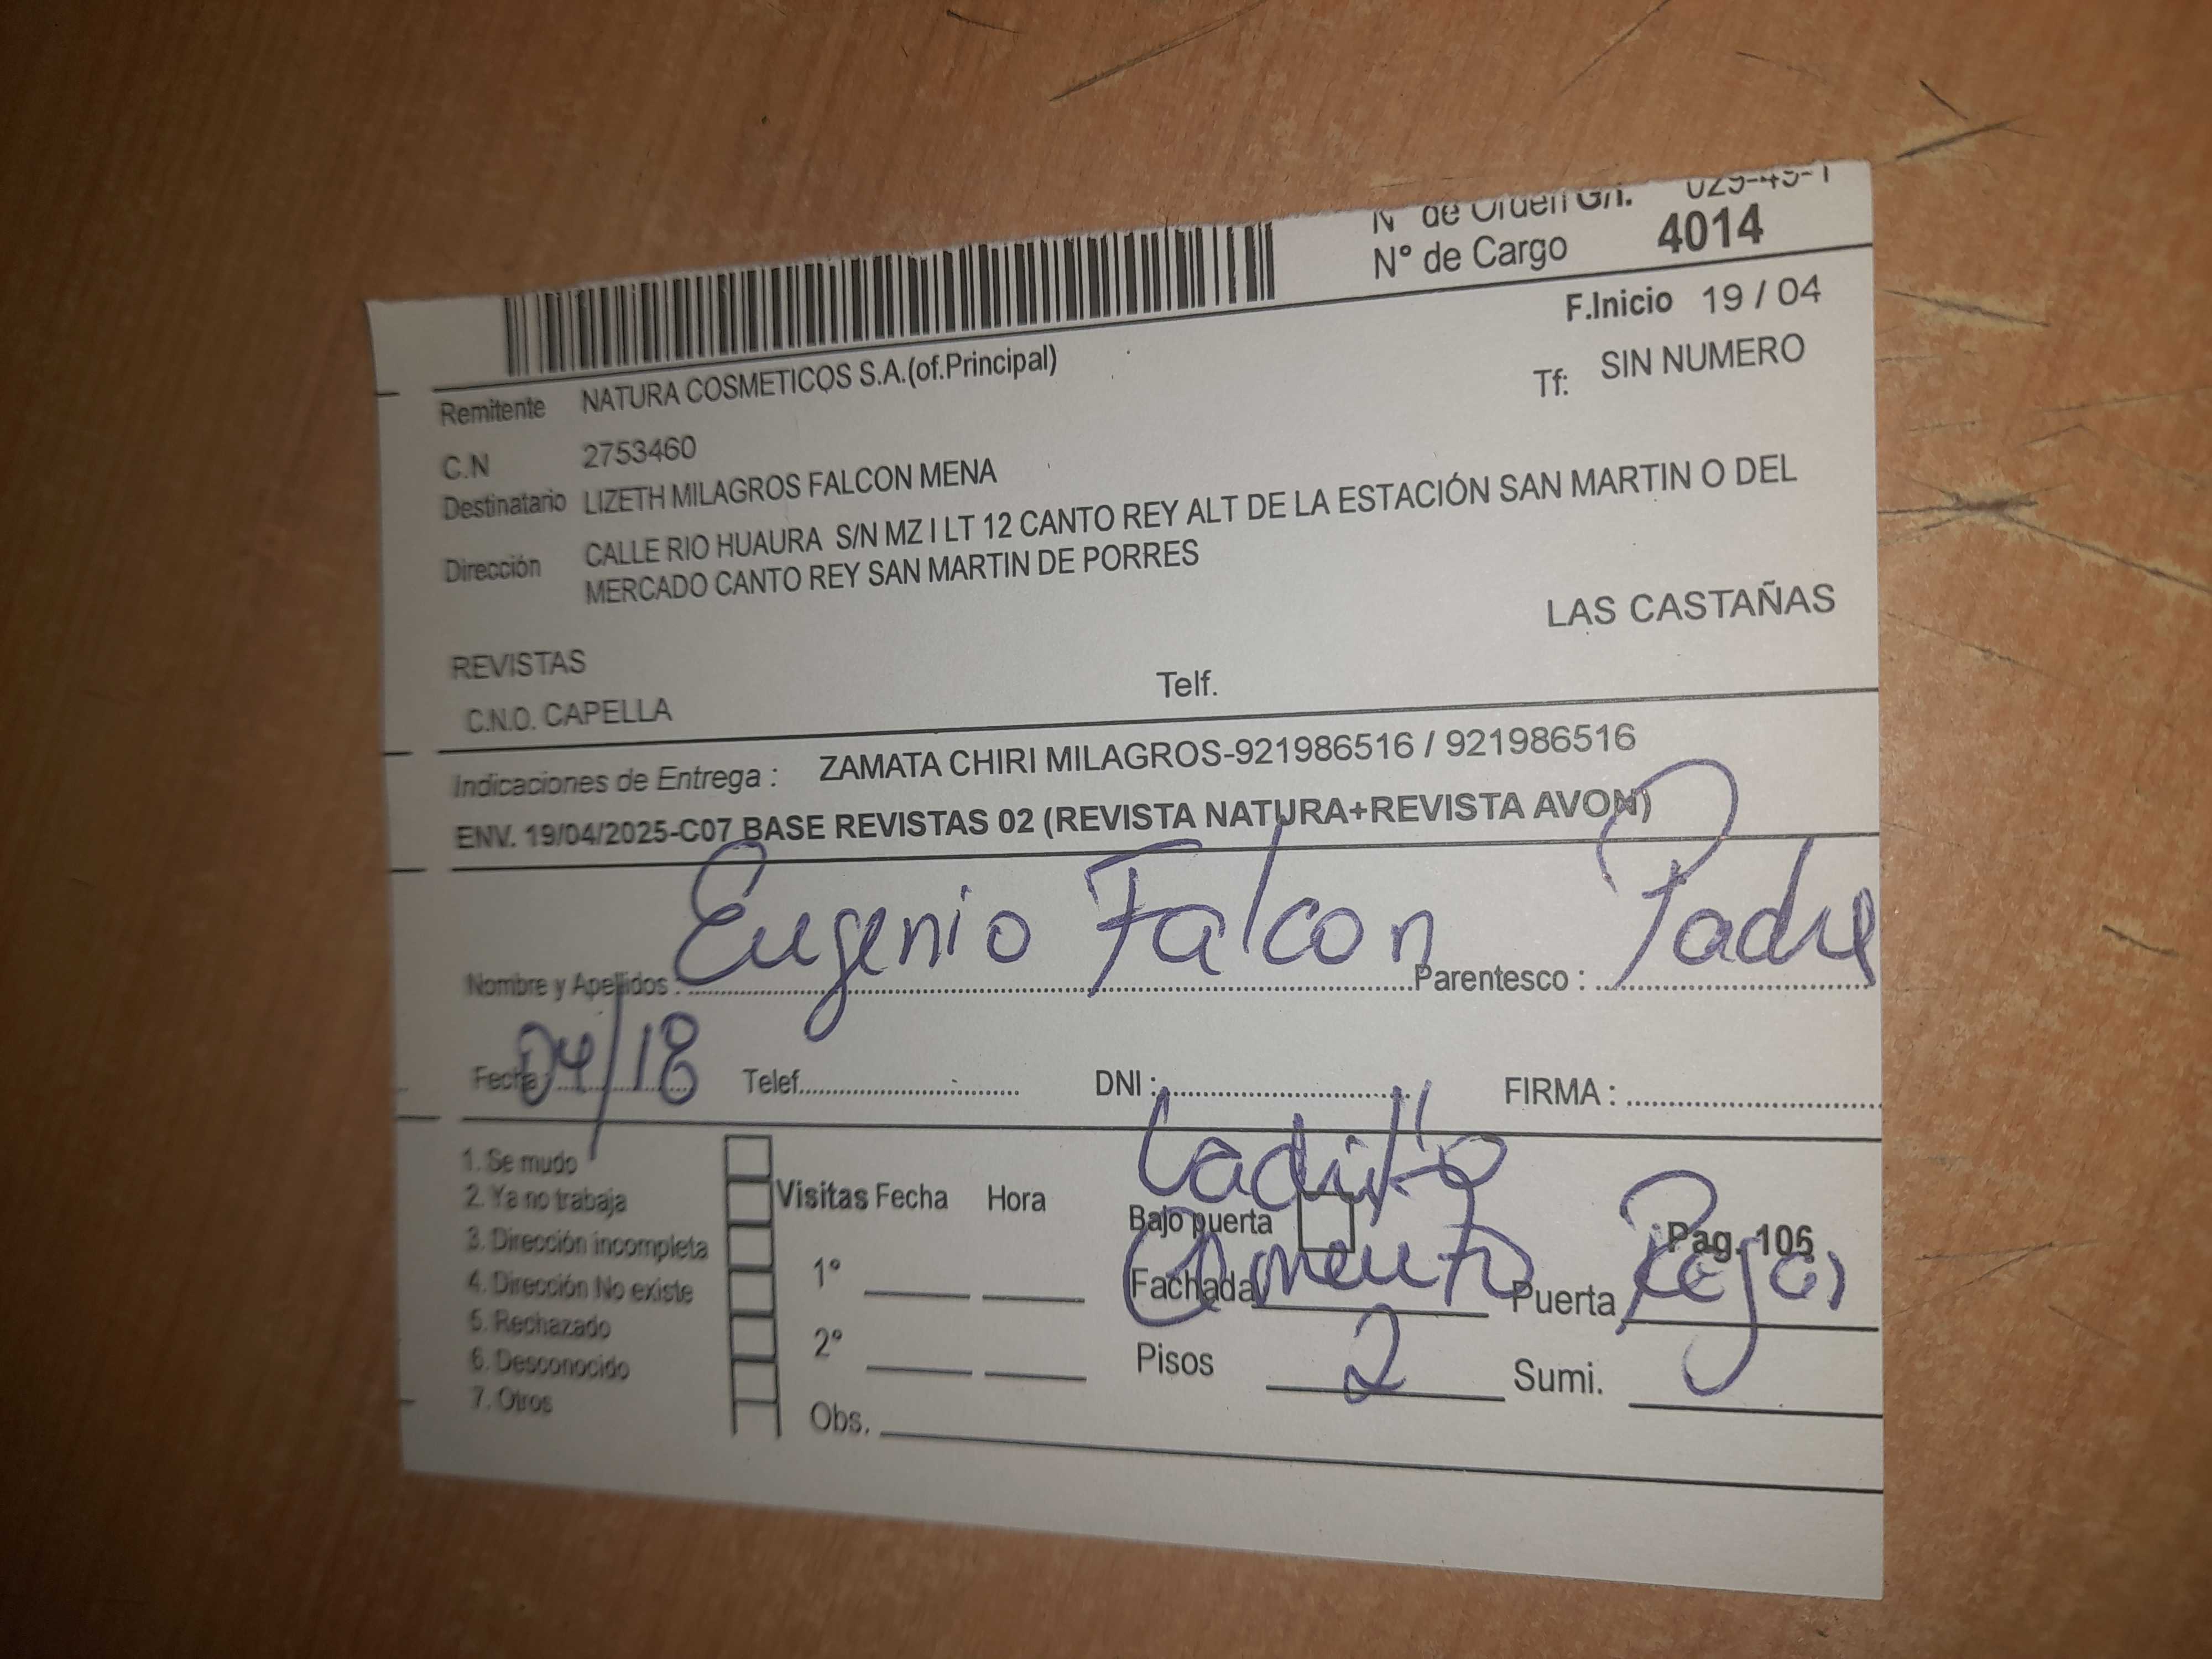 N° de Orden G/I. 029-45-1
N° de Cargo 4014
F.Inicio 19 / 04
Remitente NATURA COSMETICOS S.A.(of.Principal)
Tf: SIN NUMERO
C.N 2753460
Destinatario LIZETH MILAGROS FALCON MENA
Dirección CALLE RIO HUAURA S/N MZ I LT 12 CANTO REY ALT DE LA ESTACIÓN SAN MARTIN O DEL
MERCADO CANTO REY SAN MARTIN DE PORRES
LAS CASTAÑAS
REVISTAS
C.N.O. CAPELLA Telf.
Indicaciones de Entrega : ZAMATA CHIRI MILAGROS-921986516 / 921986516
ENV. 19/04/2025-C07 BASE REVISTAS 02 (REVISTA NATURA+REVISTA AVON)
Nombre y Apellidos : Eugenio Falcon Parentesco : Padre
Fecha 04/18 Telef. DNI : FIRMA :
Ladrillo
1. Se mudo
2. Ya no trabaja
3. Dirección incompleta
4. Dirección No existe
5. Rechazado
6. Desconocido
7. Otros
Visitas Fecha Hora
1°
2°
Obs.
Bajo puerta
Pag. 106
Fachada Puerta Rejas
Pisos 2 Sumi.